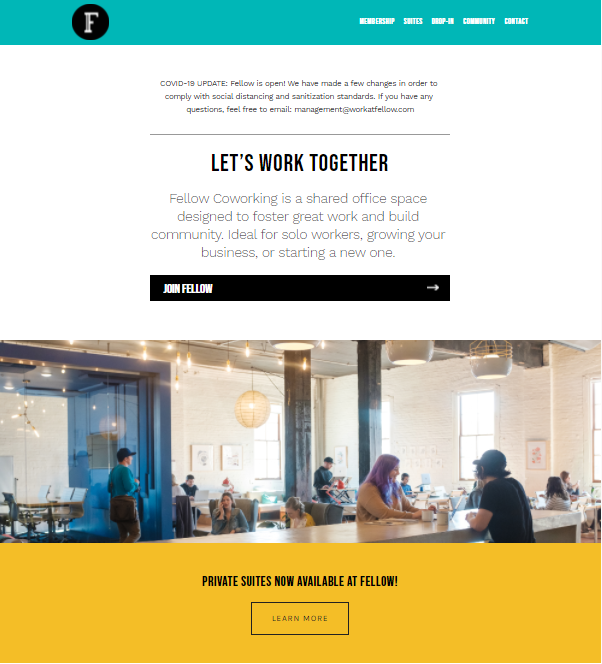 F
MEMBERSHIP SUITES DROP-IN COMMUNITY CONTACT
COVID-19 UPDATE: Fellow is open! We have made a few changes in order to
comply with social distancing and sanitization standards. If you have any
questions, feel free to email: management@workatfellow.com
LET'S WORK TOGETHER
Fellow Coworking is a shared office space
designed to foster great work and build
community. Ideal for solo workers, growing your
business, or starting a new one.
JOIN FELLOW →
PRIVATE SUITES NOW AVAILABLE AT FELLOW!
LEARN MORE